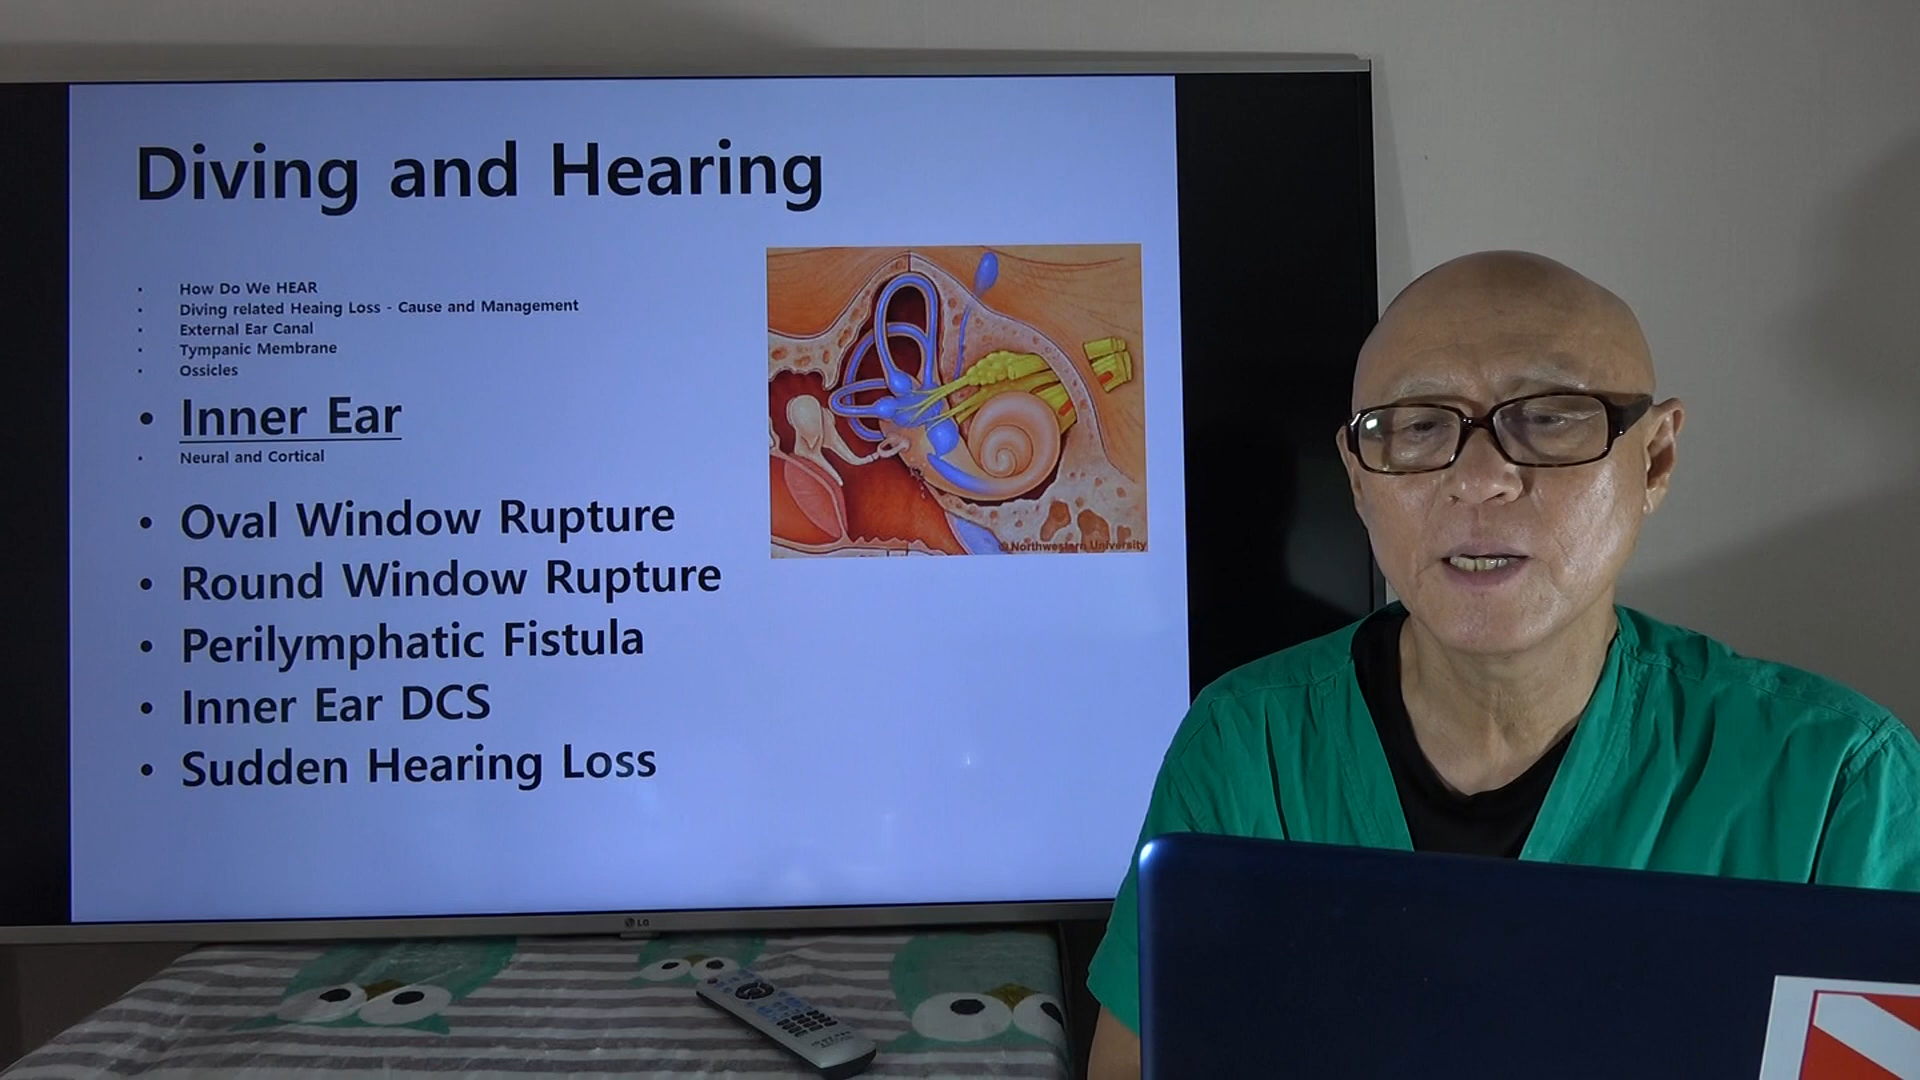 Diving and Hearing
• How Do We HEAR
• Diving related Heaing Loss - Cause and Management
• External Ear Canal
• Tympanic Membrane
• Ossicles
• Inner Ear
• Neural and Cortical
• Oval Window Rupture
• Round Window Rupture
• Perilymphatic Fistula
• Inner Ear DCS
• Sudden Hearing Loss
© Northwestern University
LG